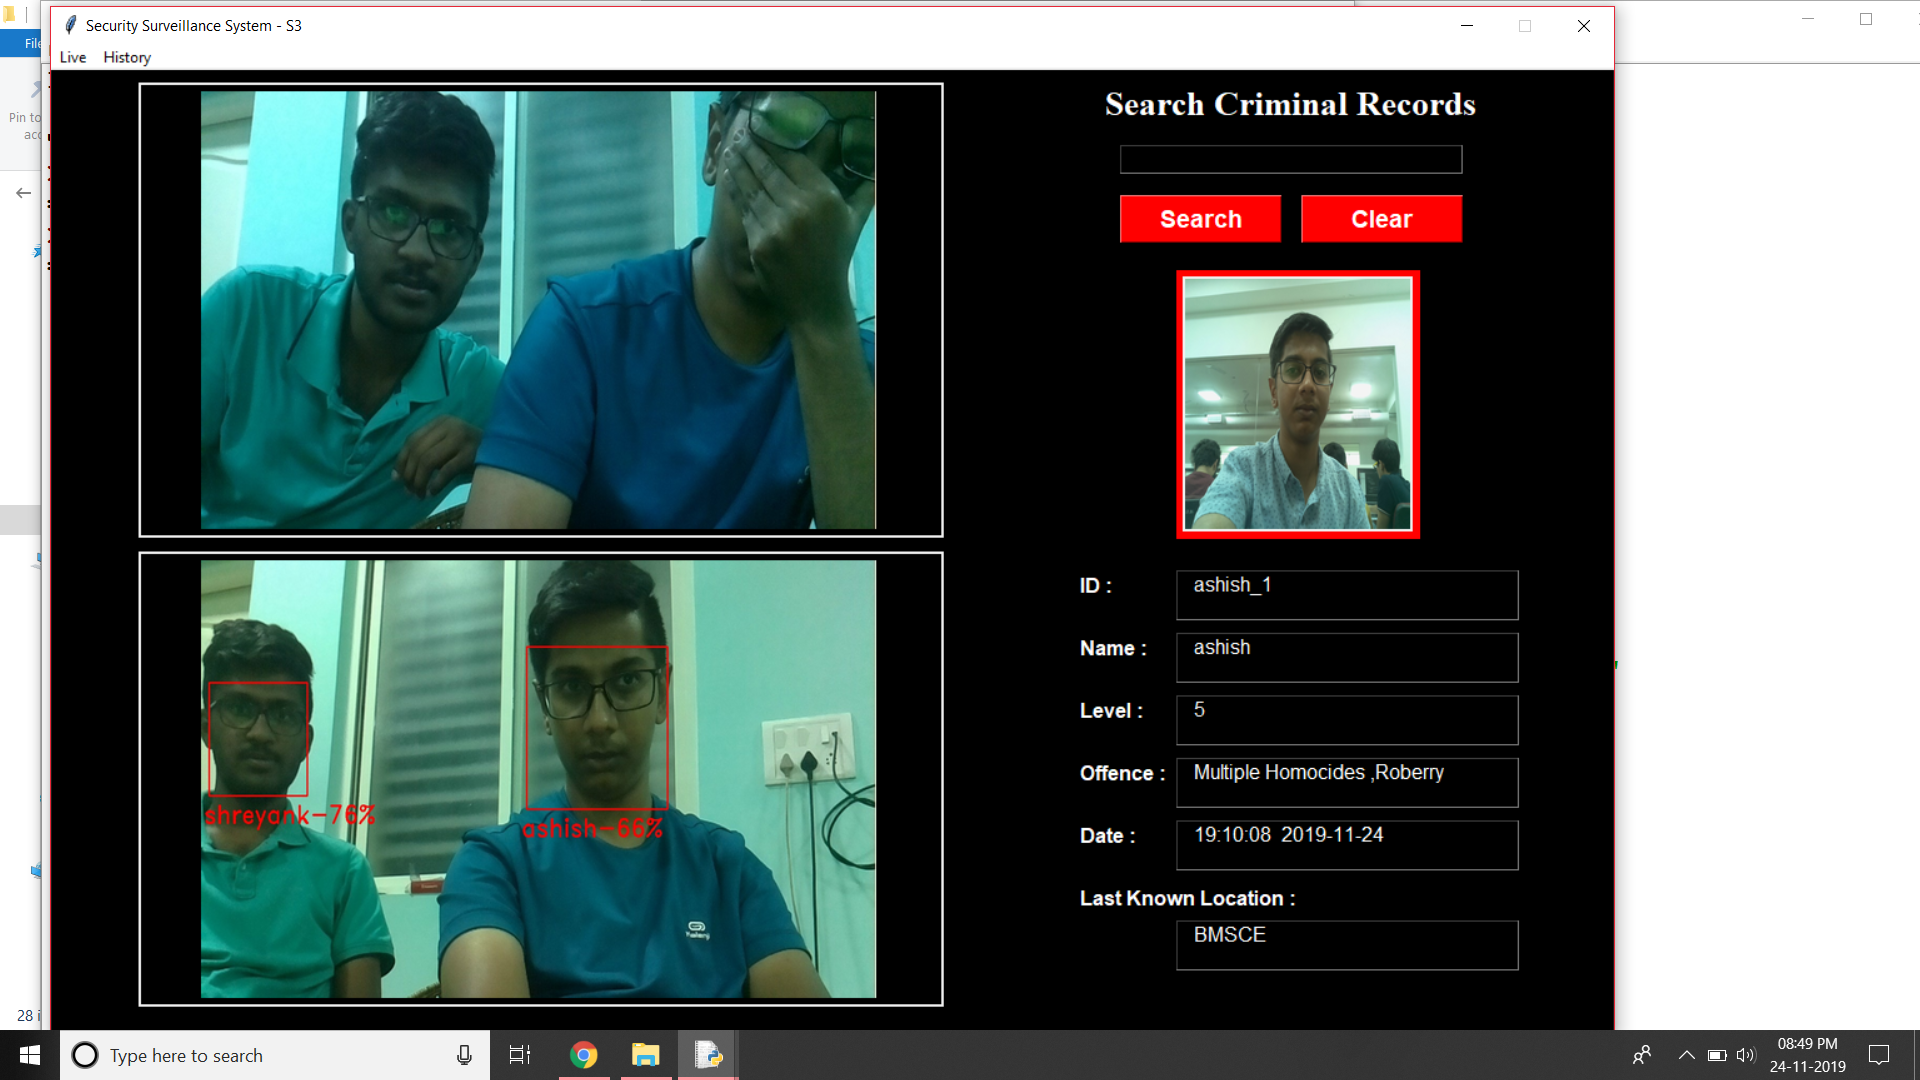 Security Surveillance System - S3
File
Live History
Pin to
acc
Search Criminal Records
Search
Clear
ID :
ashish_1
Name :
ashish
Level :
5
Offence :
Multiple Homocides ,Roberry
Date :
19:10:08 2019-11-24
Last Known Location :
BMSCE
shreyank-76%
ashish-66%
28 i
Type here to search
08:49 PM
24-11-2019